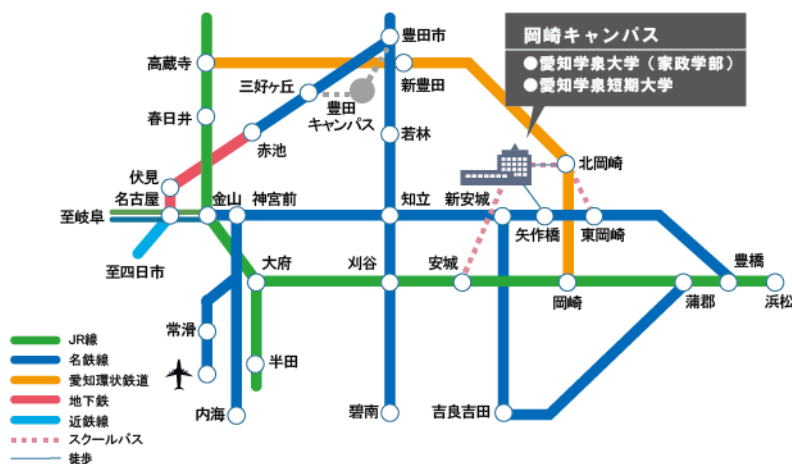 岡崎キャンパス
●愛知学泉大学（家政学部）
●愛知学泉短期大学
豊田市
高蔵寺
新豊田
三好ヶ丘
豊田
キャンパス
春日井
赤池
若林
北岡崎
伏見
名古屋
金山
神宮前
知立
新安城
至岐阜
矢作橋
東岡崎
至四日市
大府
刈谷
安城
岡崎
蒲郡
豊橋
浜松
常滑
半田
内海
碧南
吉良吉田
JR線
名鉄線
愛知環状鉄道
地下鉄
近鉄線
スクールバス
徒歩